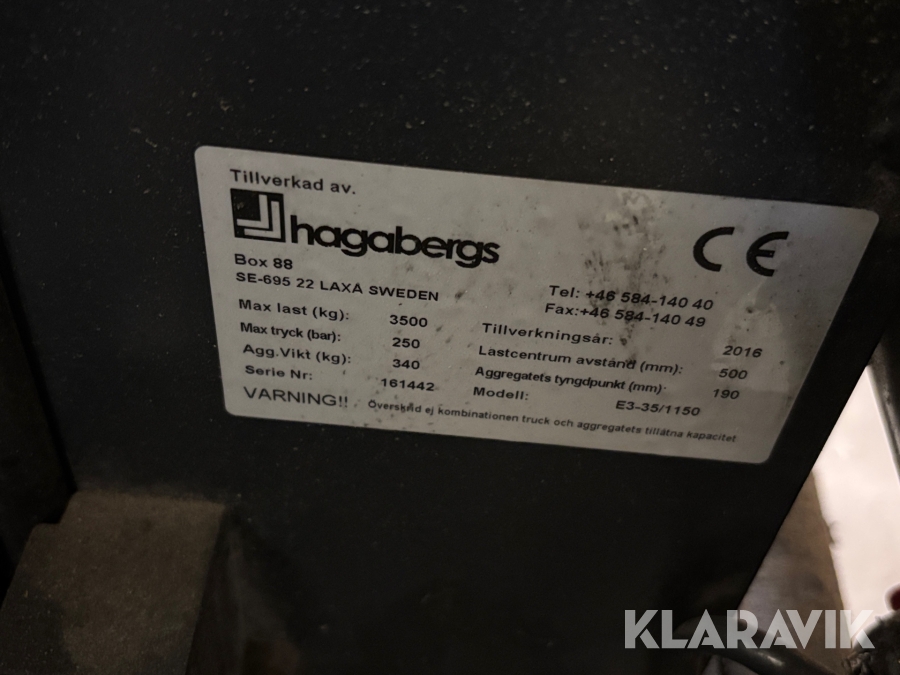 Tillverkad av.
hagabergs
CE
Box 88
SE-695 22 LAXÅ SWEDEN
Tel: +46 584-140 40
Fax:+46 584-140 49
Max last (kg): 3500
Tillverkningsår: 2016
Max tryck (bar): 250
Lastcentrum avstånd (mm): 500
Agg.Vikt (kg): 340
Aggregatets tyngdpunkt (mm): 190
Serie Nr: 161442
Modell: E3-35/1150
VARNING!! Överskrid ej kombinationen truck och aggregatets tillåtna kapacitet
KLARAVIK